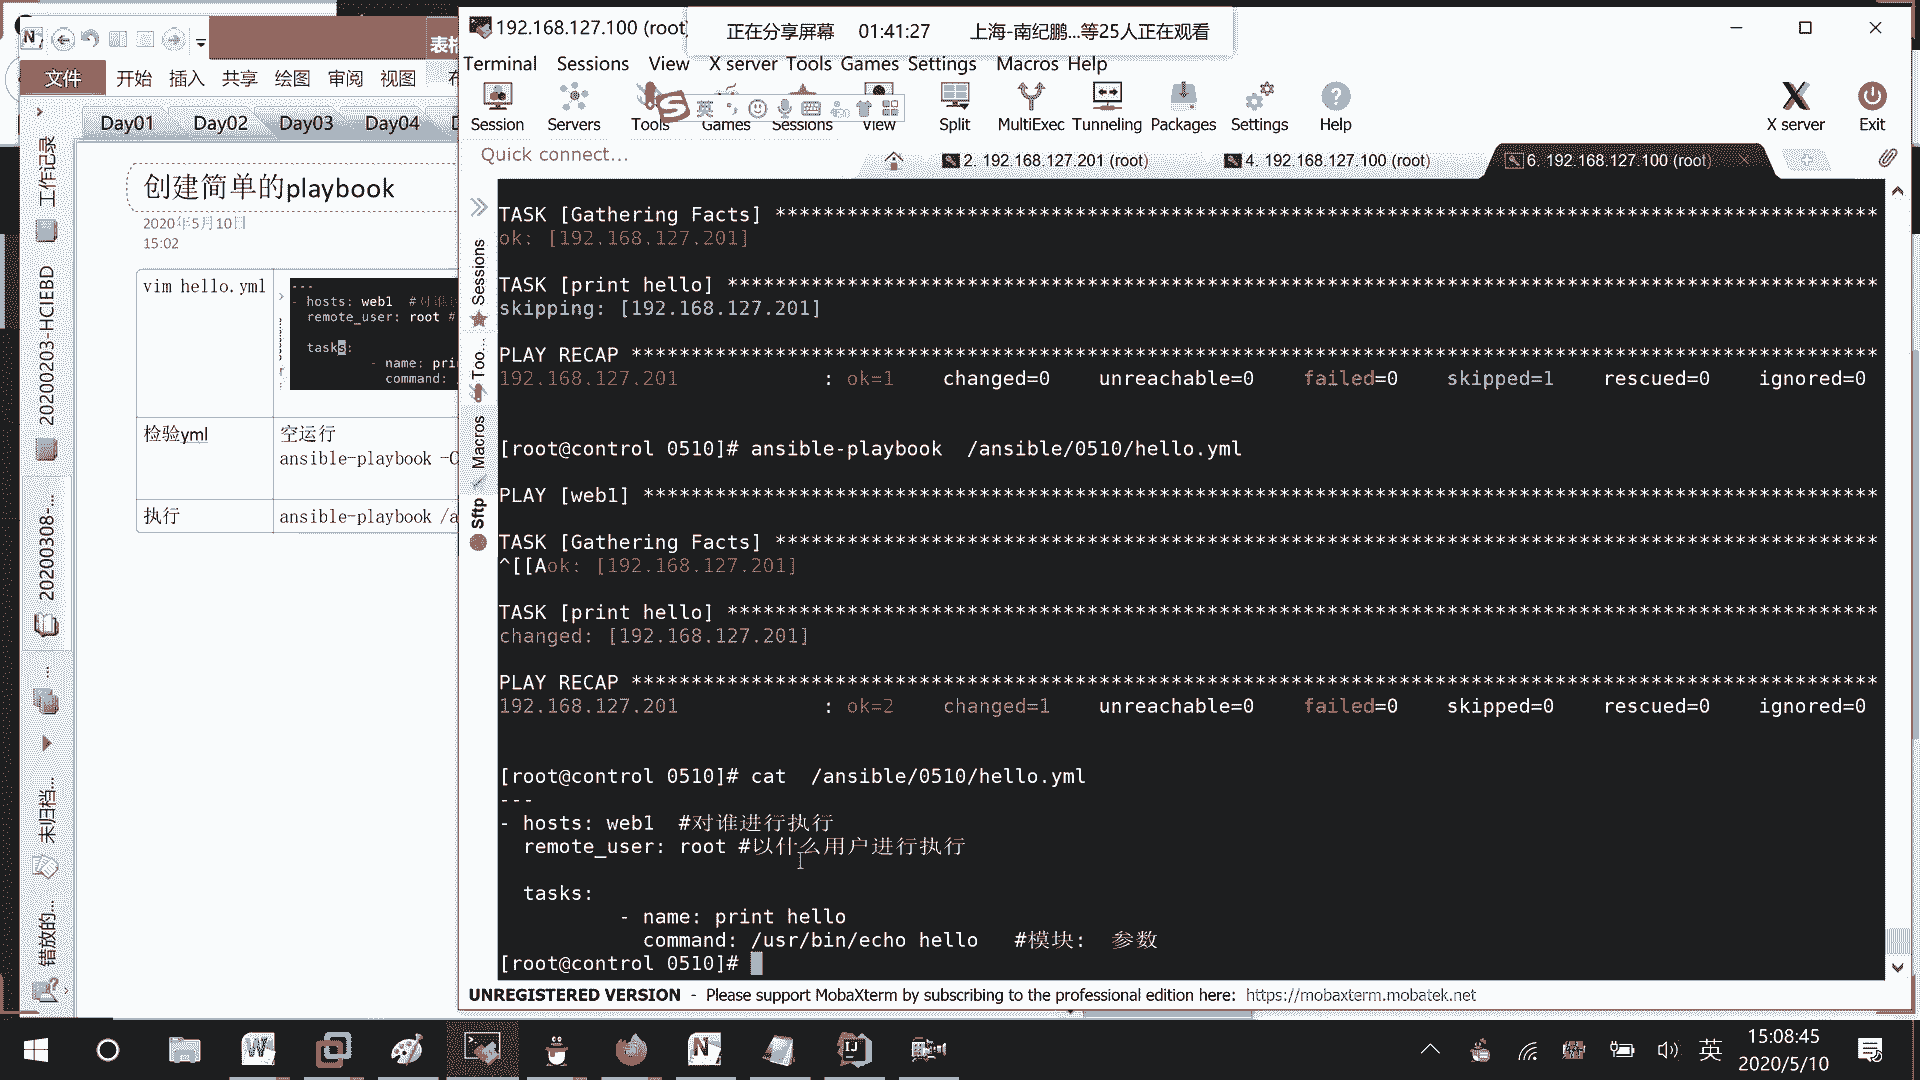 192.168.127.100 (root
正在分享屏幕 01:41:27 上海-南纪鹏...等25人正在观看
文件 开始 插入 共享 绘图 审阅 视图
Terminal Sessions View X server Tools Games Settings Macros Help
Session Servers Tools Games Sessions View Split MultiExec Tunneling Packages Settings Help X server Exit
英
Quick connect...
2. 192.168.127.201 (root)
4. 192.168.127.100 (root)
6. 192.168.127.100 (root)
Day01 Day02 Day03 Day04
工作记录
20200203-HCIEBD
20200308-...
...
未归档...
错放的...
创建简单的playbook
2020年5月10日
15:02
vim hello.yml
---
- hosts: web1 #对
remote_user: root #
tasks:
- name: pri
command:
检验yml
空运行
ansible-playbook -C
执行
ansible-playbook /a
Sessions
Too...
Macros
Sftp
TASK [Gathering Facts] ************************************************************************************************
ok: [192.168.127.201]
TASK [print hello] ************************************************************************************************
skipping: [192.168.127.201]
PLAY RECAP ************************************************************************************************
192.168.127.201 : ok=1 changed=0 unreachable=0 failed=0 skipped=1 rescued=0 ignored=0
[root@control 0510]# ansible-playbook /ansible/0510/hello.yml
PLAY [web1] ************************************************************************************************
TASK [Gathering Facts] ************************************************************************************************
^[[Aok: [192.168.127.201]
TASK [print hello] ************************************************************************************************
changed: [192.168.127.201]
PLAY RECAP ************************************************************************************************
192.168.127.201 : ok=2 changed=1 unreachable=0 failed=0 skipped=0 rescued=0 ignored=0
[root@control 0510]# cat /ansible/0510/hello.yml
---
- hosts: web1 #对谁进行执行
remote_user: root #以什么用户进行执行
tasks:
- name: print hello
command: /usr/bin/echo hello #模块： 参数
[root@control 0510]#
UNREGISTERED VERSION - Please support MobaXterm by subscribing to the professional edition here: https://mobaxterm.mobatek.net
英
15:08:45
2020/5/10